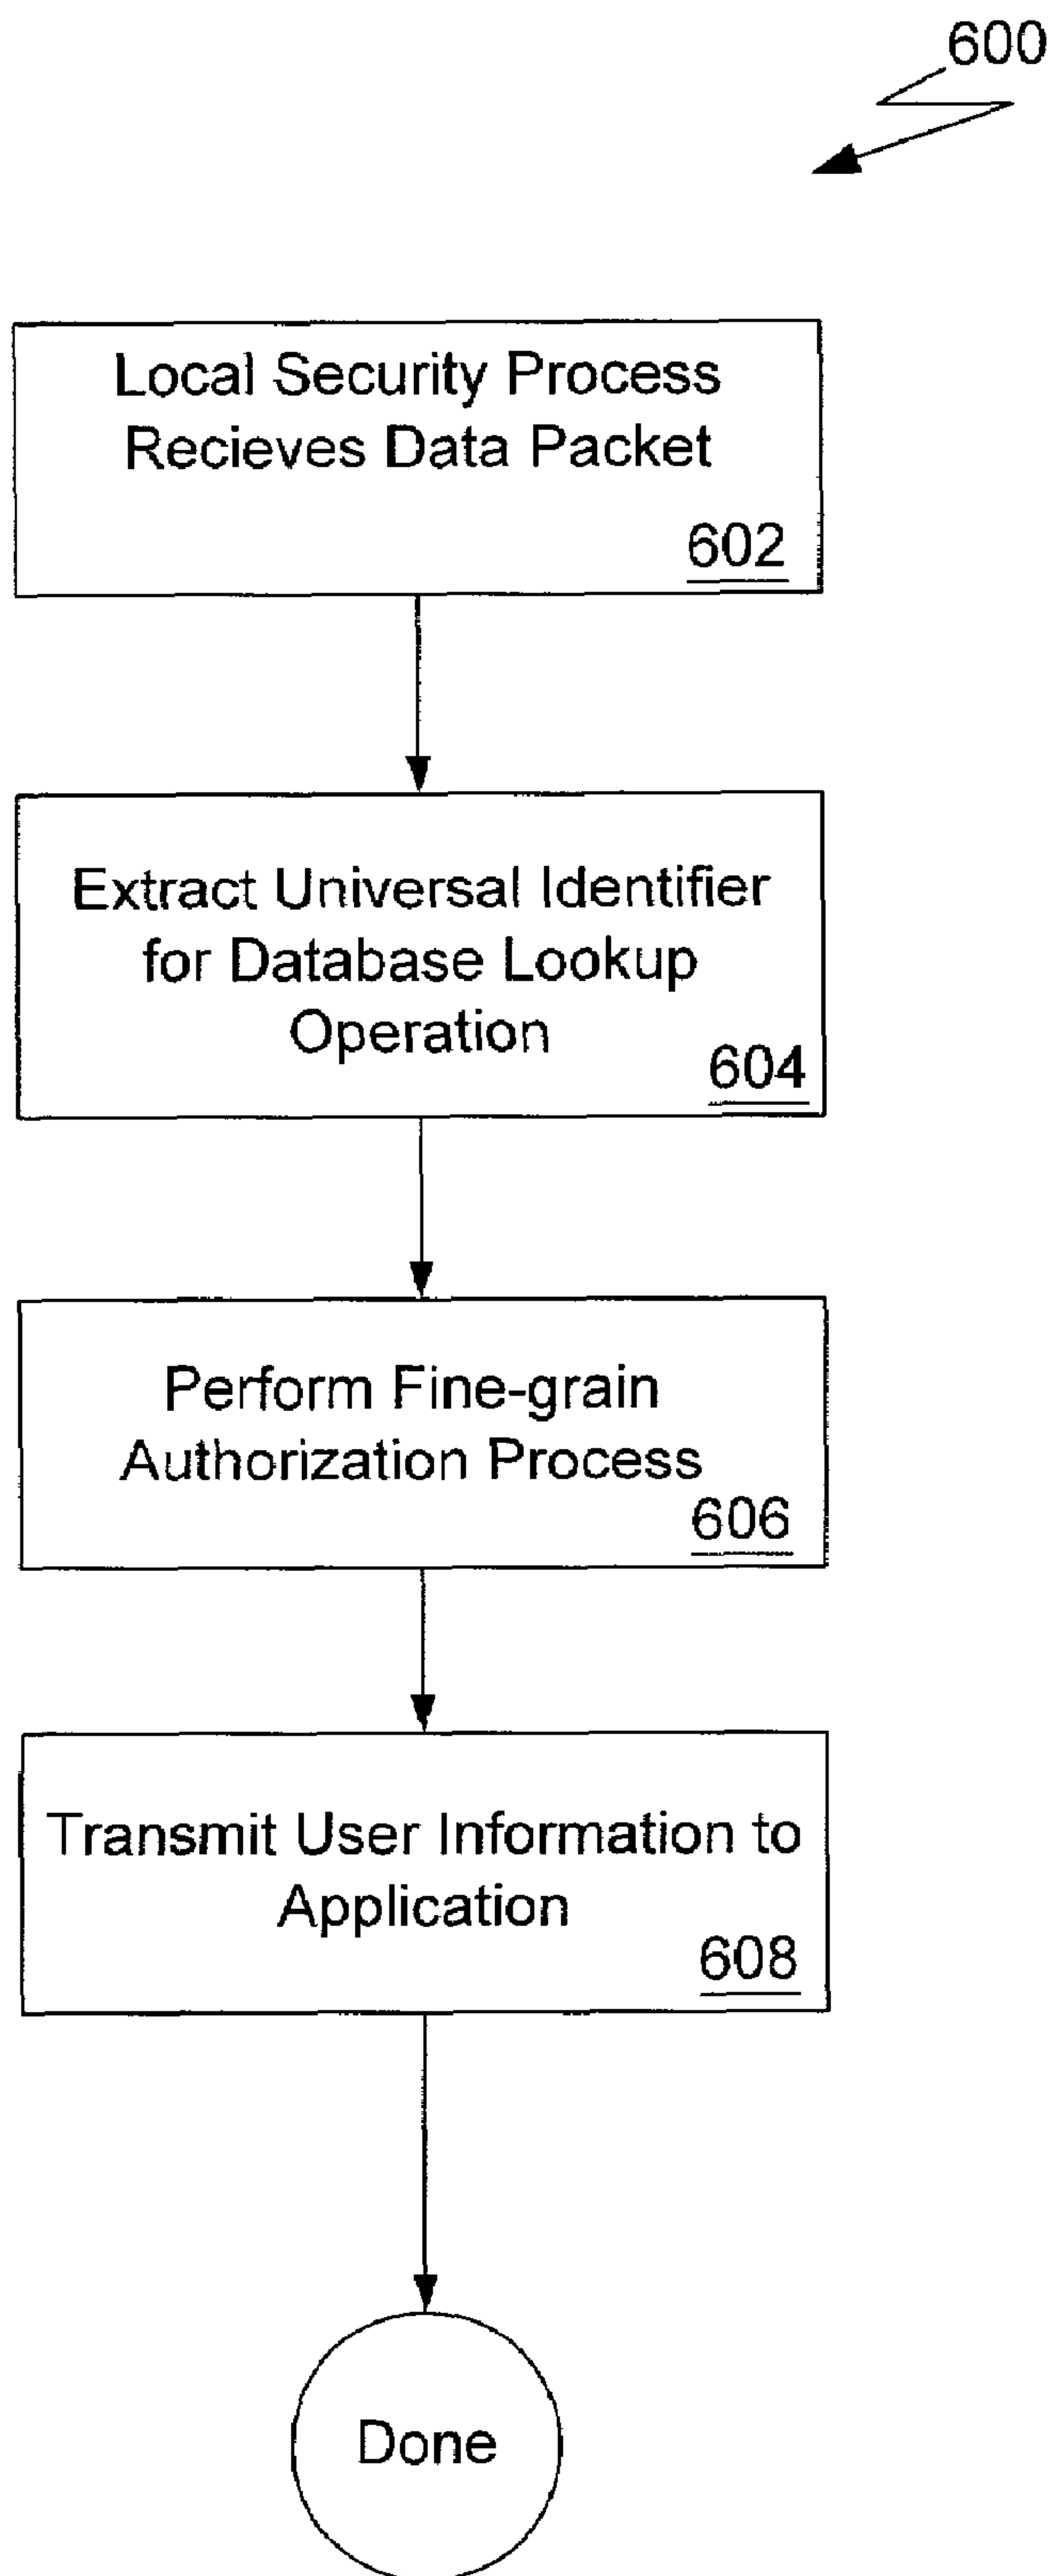 600
Local Security Process
Recieves Data Packet
602
Extract Universal Identifier
for Database Lookup
Operation
604
Perform Fine-grain
Authorization Process
606
Transmit User Information to
Application
608
Done